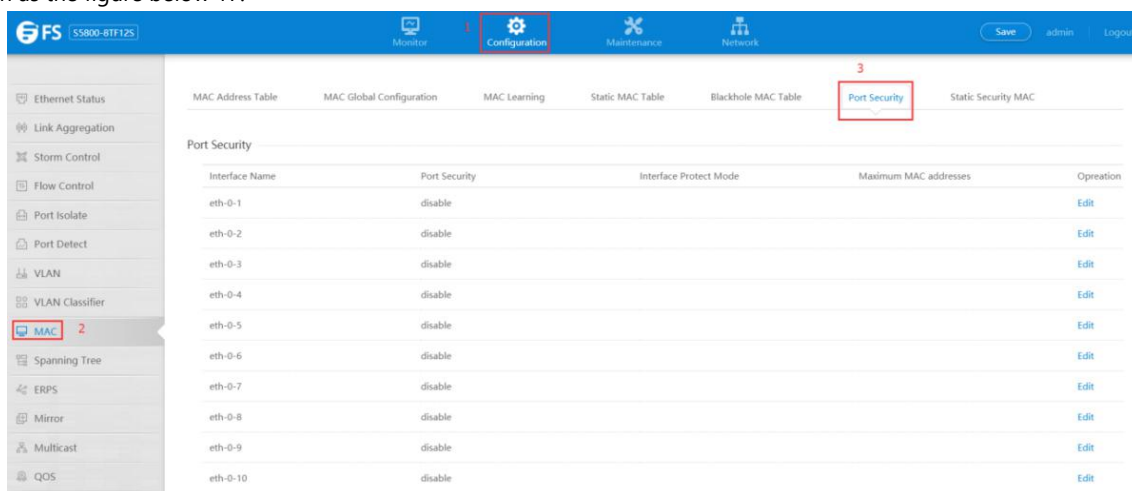 as the figure below
FS S5800-8TF12S
Monitor
1
Configuration
Maintenance
Network
Save
admin
Logou
3
MAC Address Table
MAC Global Configuration
MAC Learning
Static MAC Table
Blackhole MAC Table
Port Security
Static Security MAC
Ethernet Status
Link Aggregation
Storm Control
Flow Control
Port Isolate
Port Detect
VLAN
VLAN Classifier
MAC 2
Spanning Tree
ERPS
Mirror
Multicast
QOS
Port Security
Interface Name Port Security Interface Protect Mode Maximum MAC addresses Opreation
eth-0-1 disable Edit
eth-0-2 disable Edit
eth-0-3 disable Edit
eth-0-4 disable Edit
eth-0-5 disable Edit
eth-0-6 disable Edit
eth-0-7 disable Edit
eth-0-8 disable Edit
eth-0-9 disable Edit
eth-0-10 disable Edit